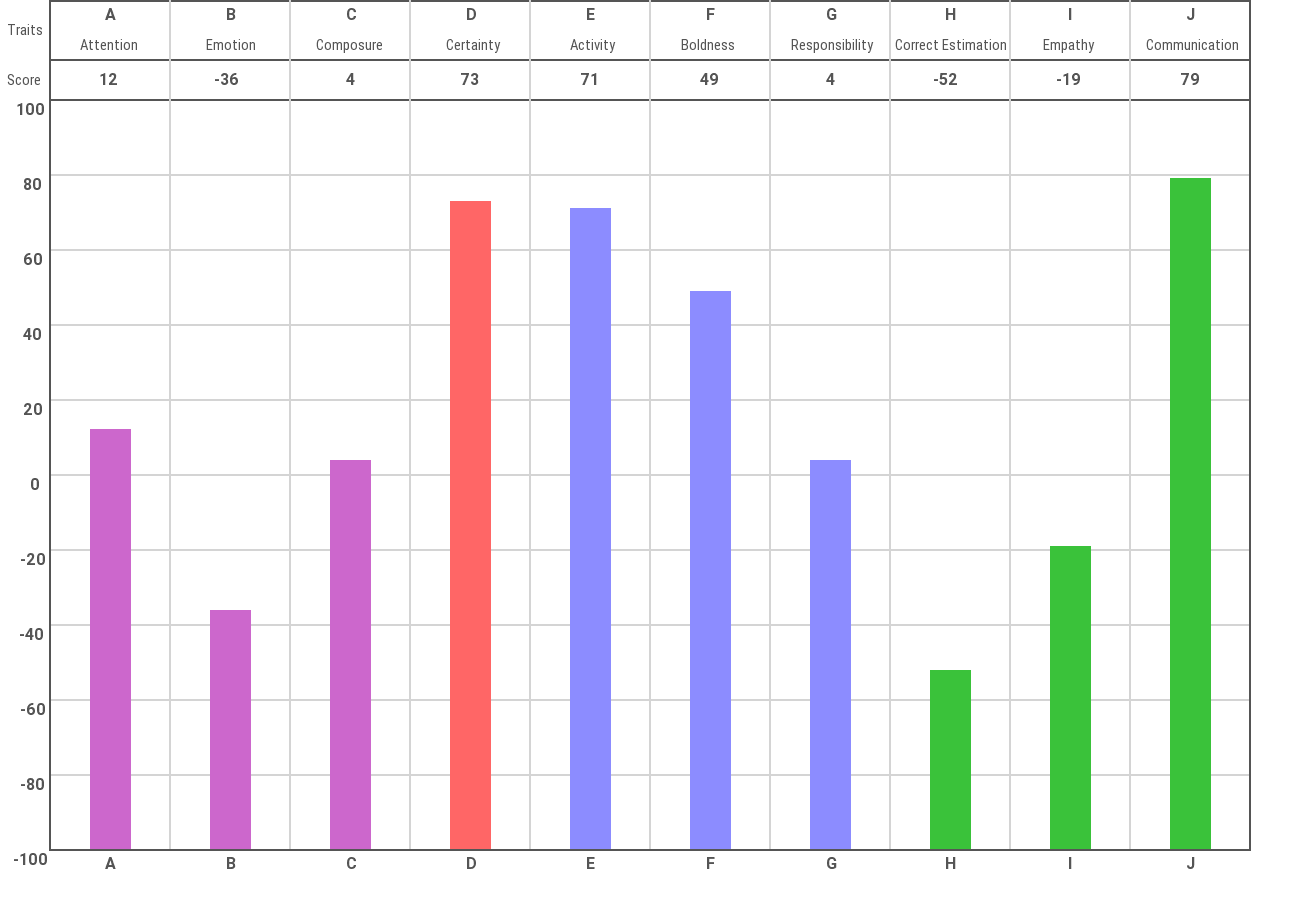 Traits A B C D E F G H I J
Attention Emotion Composure Certainty Activity Boldness Responsibility Correct Estimation Empathy Communication
Score 12 -36 4 73 71 49 4 -52 -19 79
100
80
60
40
20
0
-20
-40
-60
-80
-100
A B C D E F G H I J